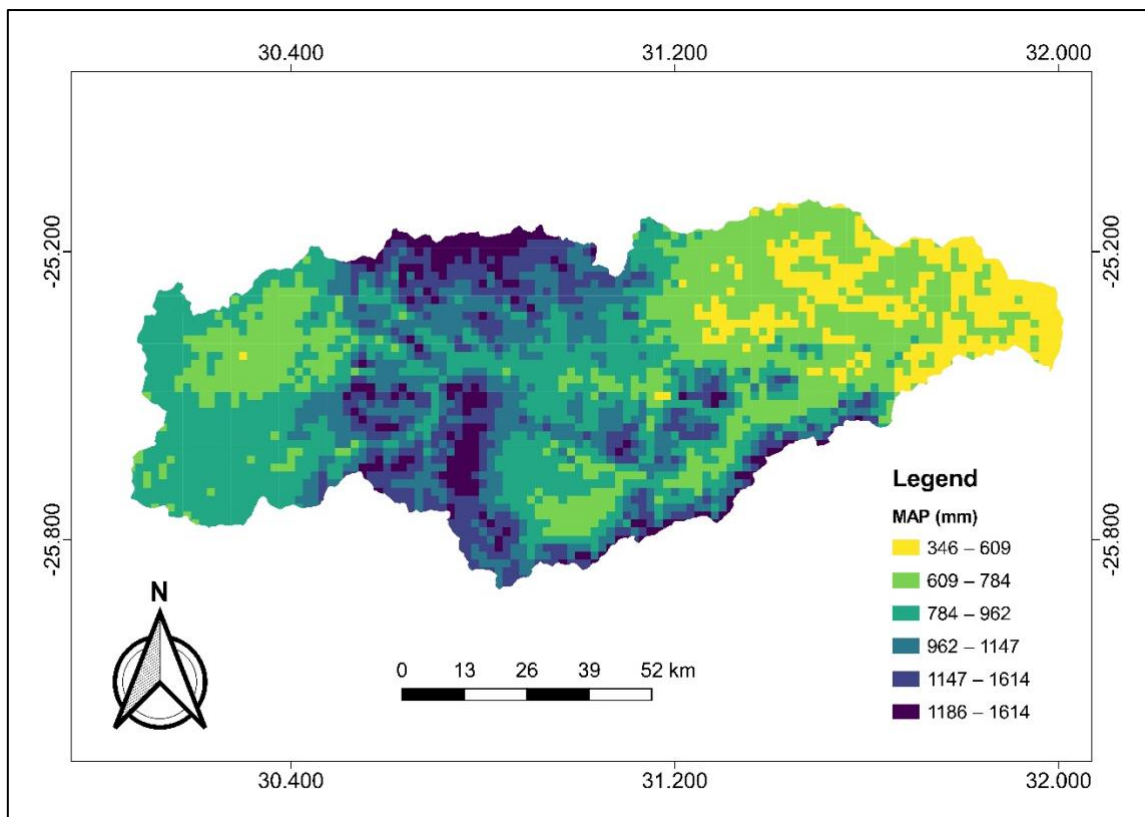 30.400 31.200 32.000
-25.200 -25.200
-25.800 -25.800
Legend
MAP (mm)
346 – 609
609 – 784
784 – 962
962 – 1147
1147 – 1614
1186 – 1614
N
0 13 26 39 52 km
30.400 31.200 32.000